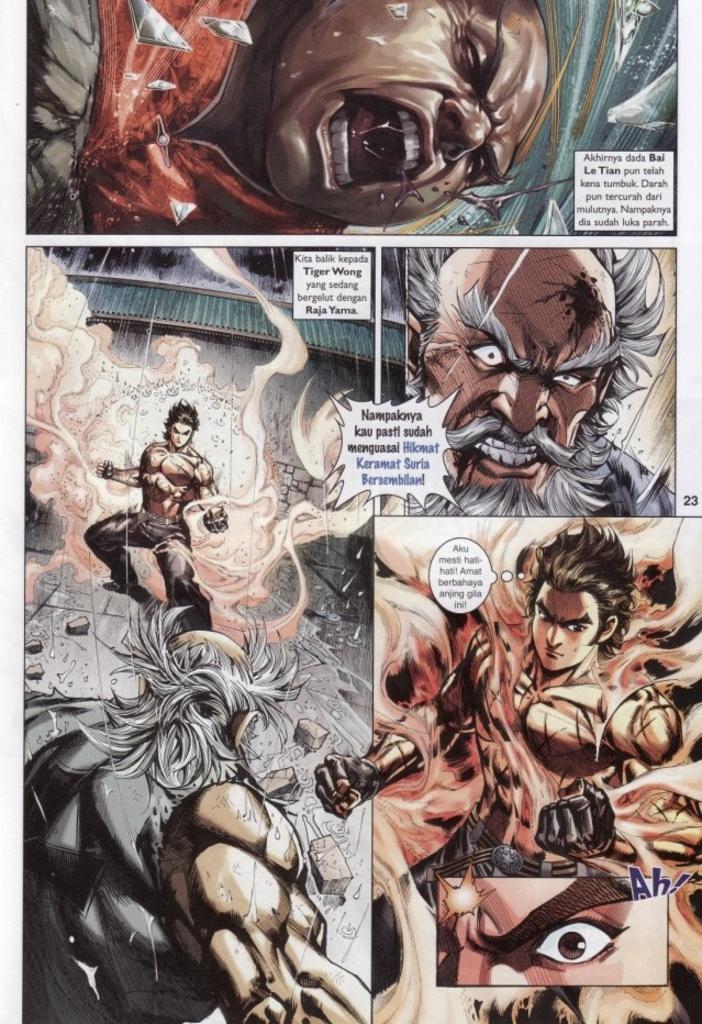 Akhirnya dada Bai
Le Tian pun telah
kena tumbuk. Darah
pun tercurah dari
mulutnya. Nampaknya
dia sudah luka parah.
Kita balik kepada
Tiger Wong
yang sedang
bergelut dengan
Raja Yama.
Nampaknya
kau pasti sudah
menguasai Hikmat
Keramat Suria
Bersembilan!
23
Aku
mesti hati-
hati! Amat
berbahaya
anjing gila
ini!
Ah!